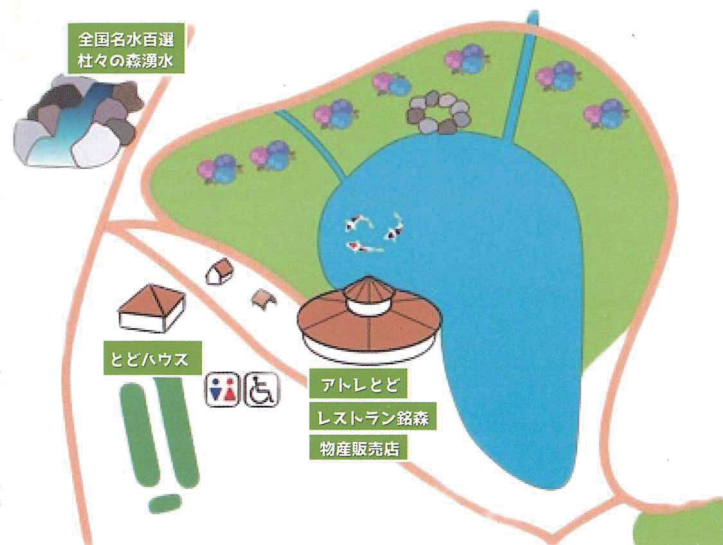 全国名水百選
杜々の森湧水
とどハウス
アトレとど
レストラン銘森
物産販売店